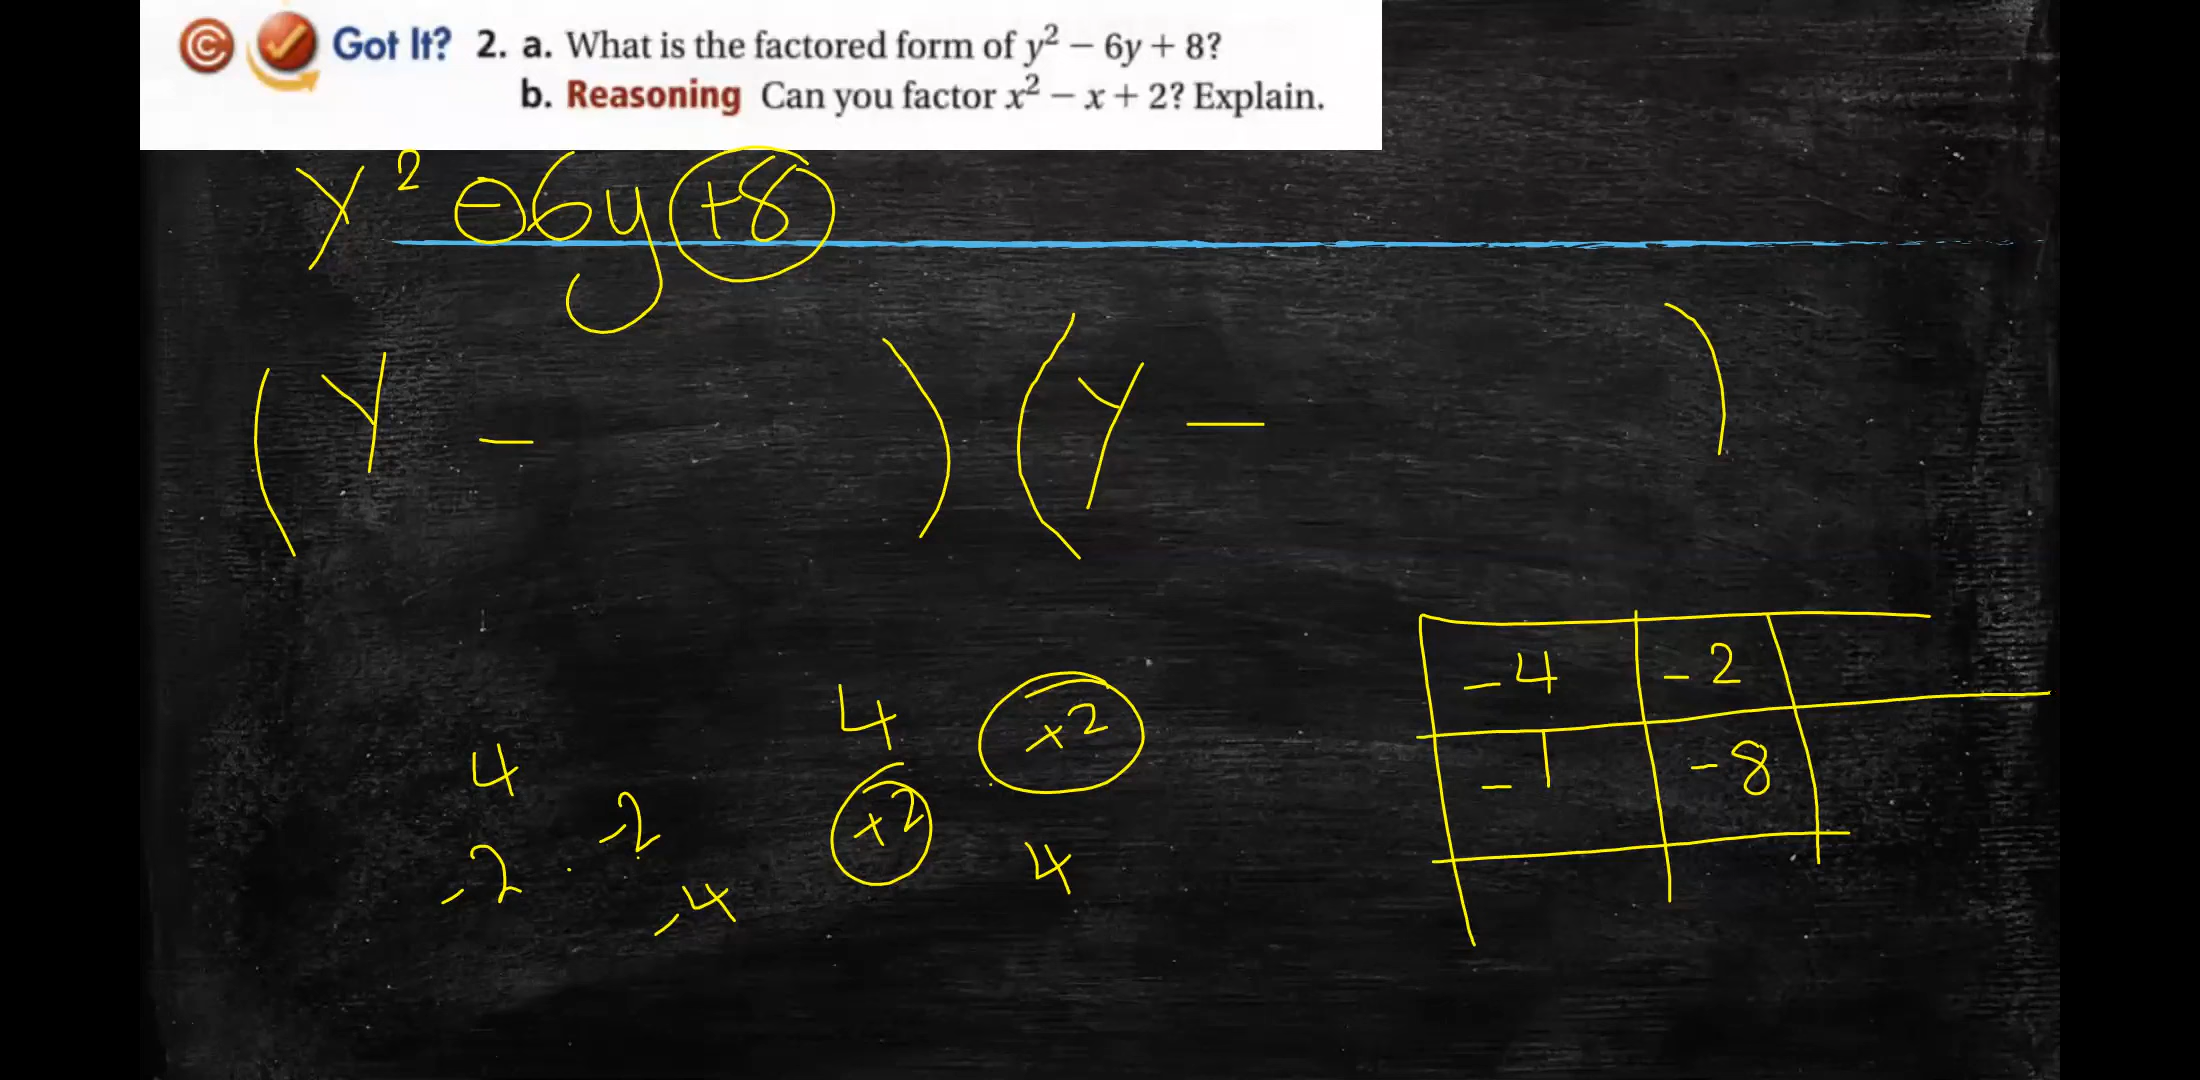 © Got It? 2. a. What is the factored form of y² – 6y + 8?
b. Reasoning Can you factor x² – x + 2? Explain.
y² – 6y +8
( y – ) ( y – )
-4 -2
4 ×2
-1 -8
4 -2 +2
-2 · -4 4